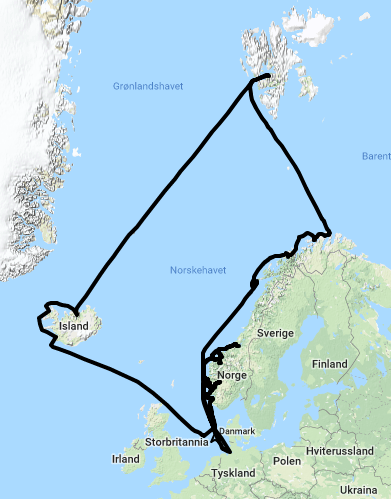 Grønlandshavet
Barent
Norskehavet
Island
Sverige
Finland
Norge
Danmark
Storbritannia
Irland
Hviterussland
Polen
Tyskland
Ukraina